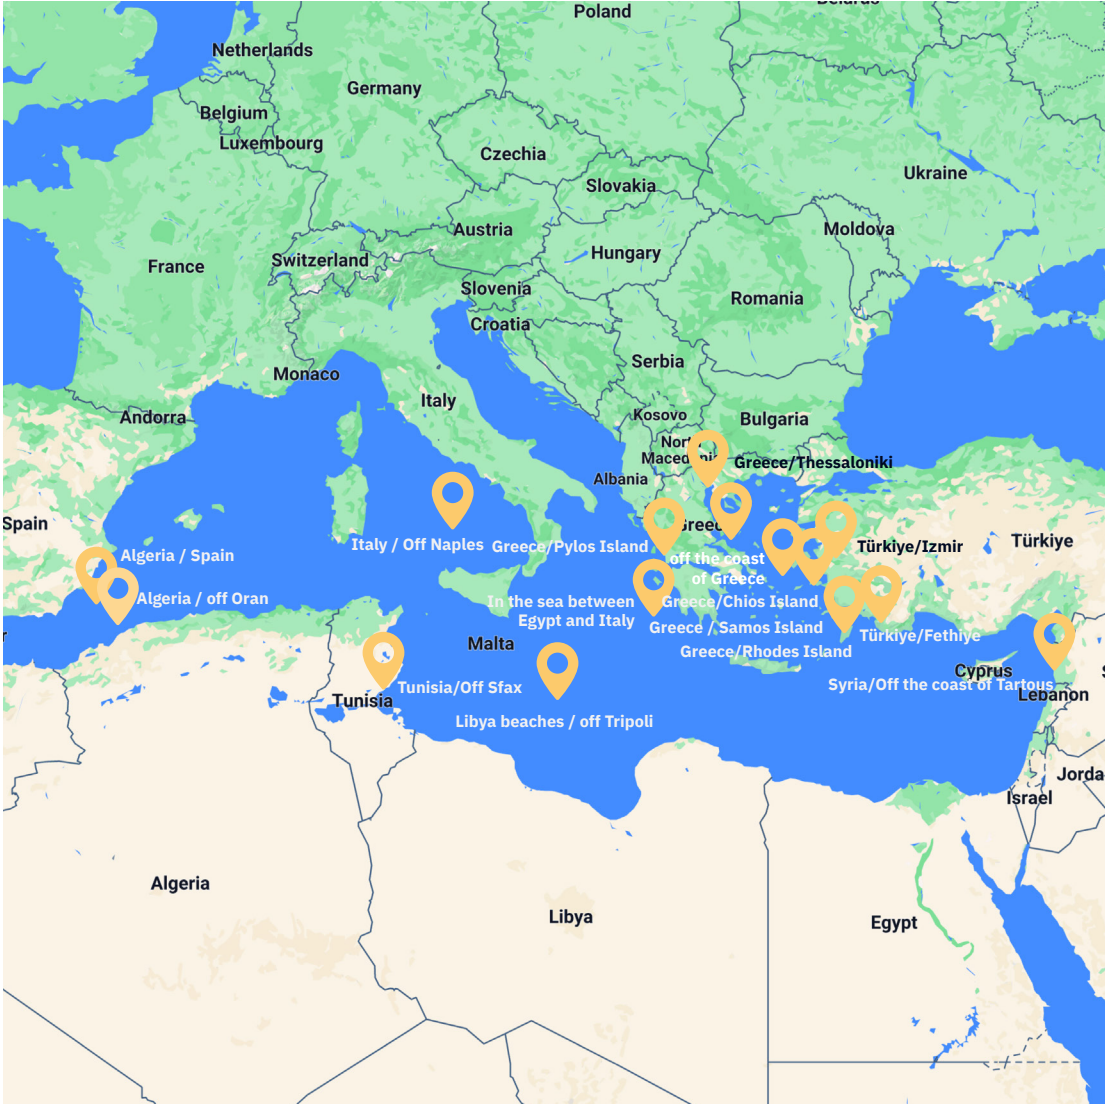 Poland
Netherlands
Germany
Belgium
Luxembourg
Czechia
Ukraine
Slovakia
Austria
Moldova
Hungary
Switzerland
France
Slovenia
Romania
Croatia
Serbia
Monaco
Italy
Andorra
Kosovo
Bulgaria
Greece/Thessaloniki
Albania
Spain
Türkiye
Italy / Off Naples
Greece/Pylos Island
Türkiye/Izmir
Algeria / Spain
off the coast
of Greece
Algeria / off Oran
In the sea between
Egypt and Italy
Greece/Chios Island
Greece / Samos Island
Türkiye/Fethiye
Malta
Greece/Rhodes Island
Cyprus
Syria/Off the coast of Tartous
Tunisia/Off Sfax
Lebanon
Tunisia
Libya beaches / off Tripoli
Jorda
Israel
Algeria
Libya
Egypt